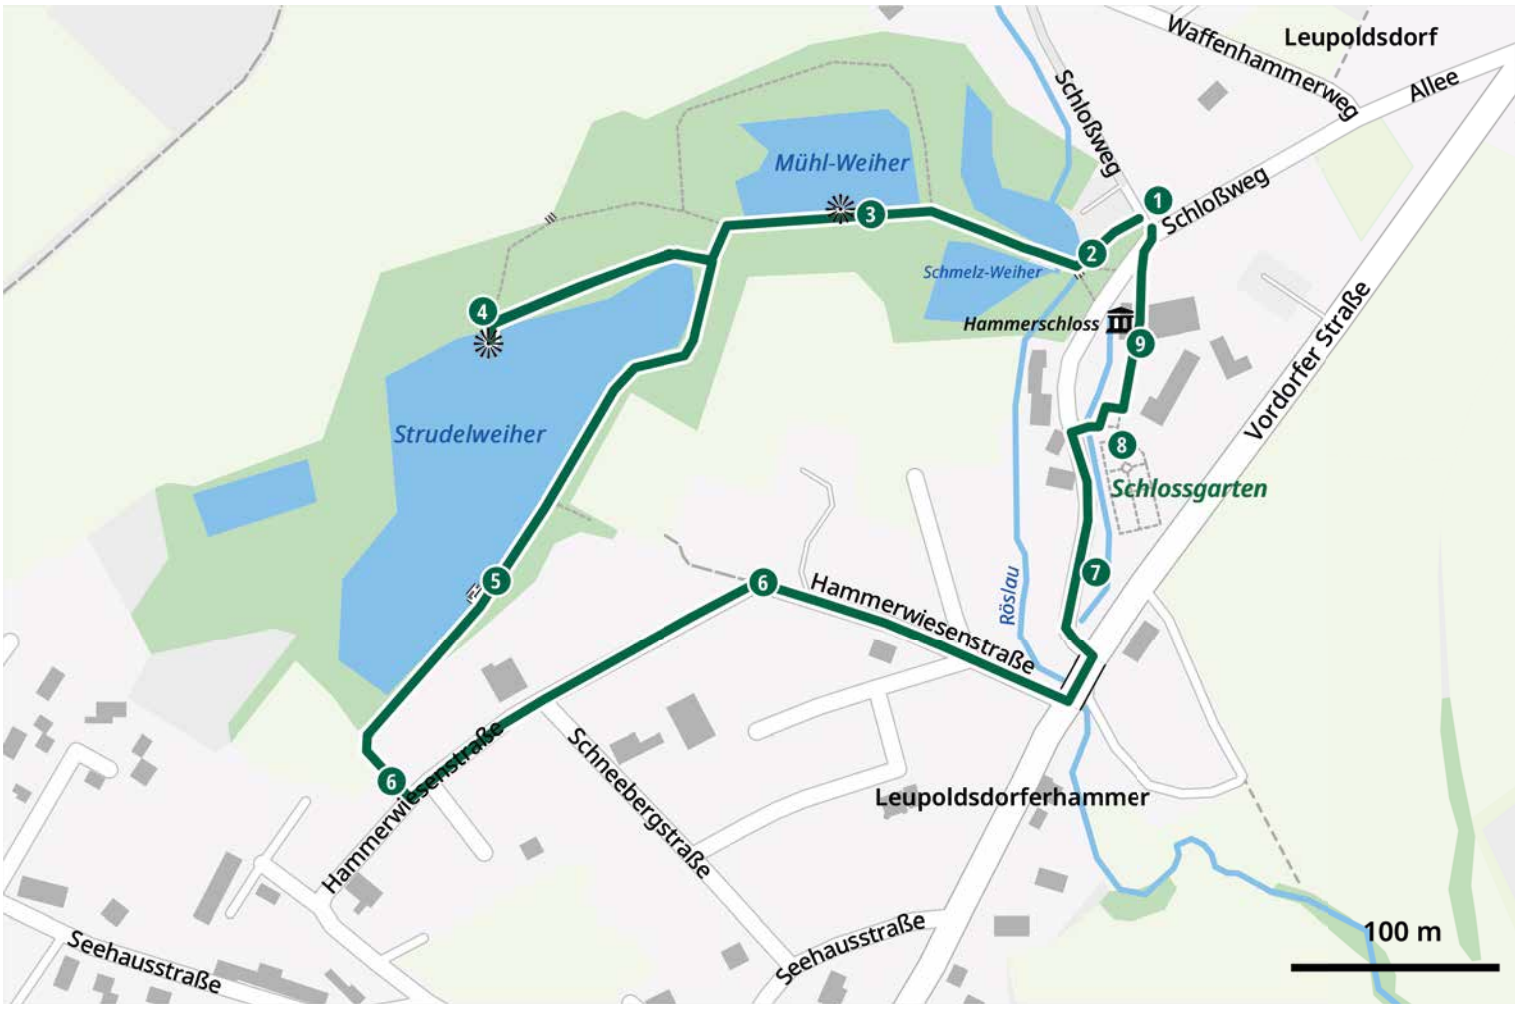 Leupoldsdorf
Waffenhammerweg
Allee
Schloßweg
1
Schloßweg
Mühl-Weiher
3
2
Schmelz-Weiher
4
Hammerschloss
9
Vordorfer Straße
Strudelweiher
8
Schlossgarten
5
6
Hammerwiesenstraße
Röslau
7
6
Hammerwiesenstraße
Schneebergstraße
Leupoldsdorferhammer
Seehausstraße
Seehausstraße
100 m